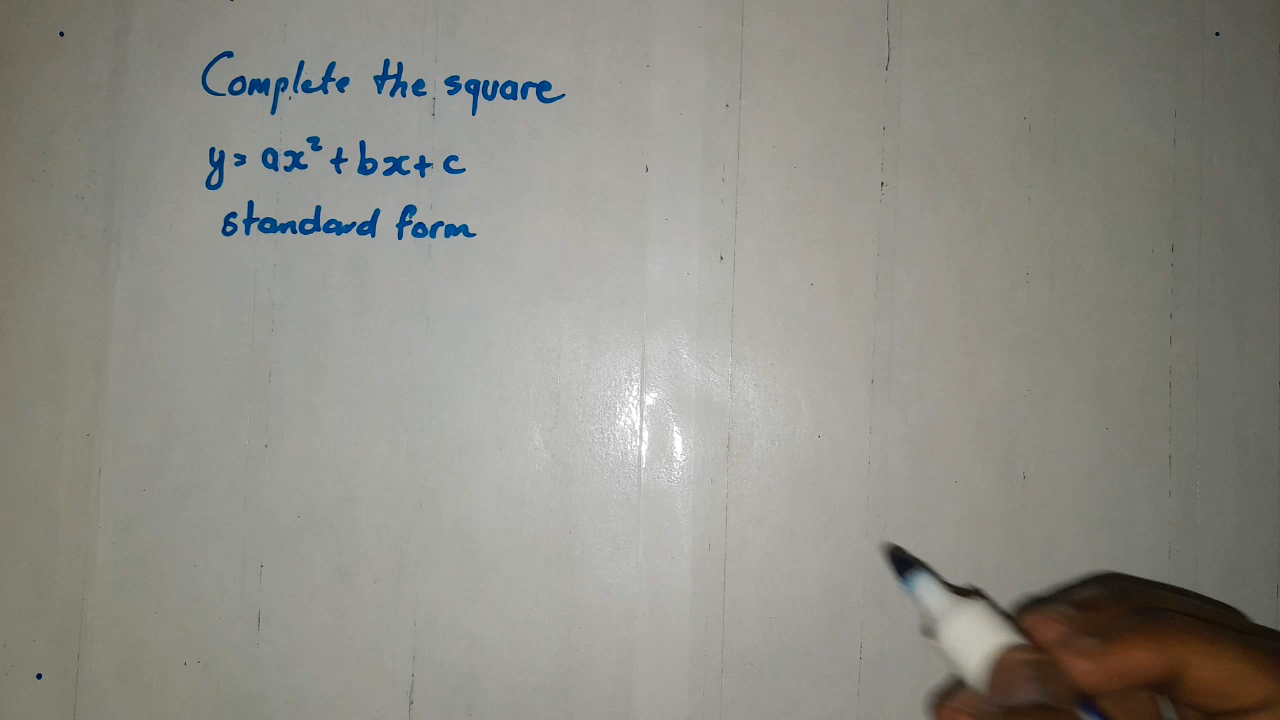 Complete the square
y = ax² + bx + c
standard form